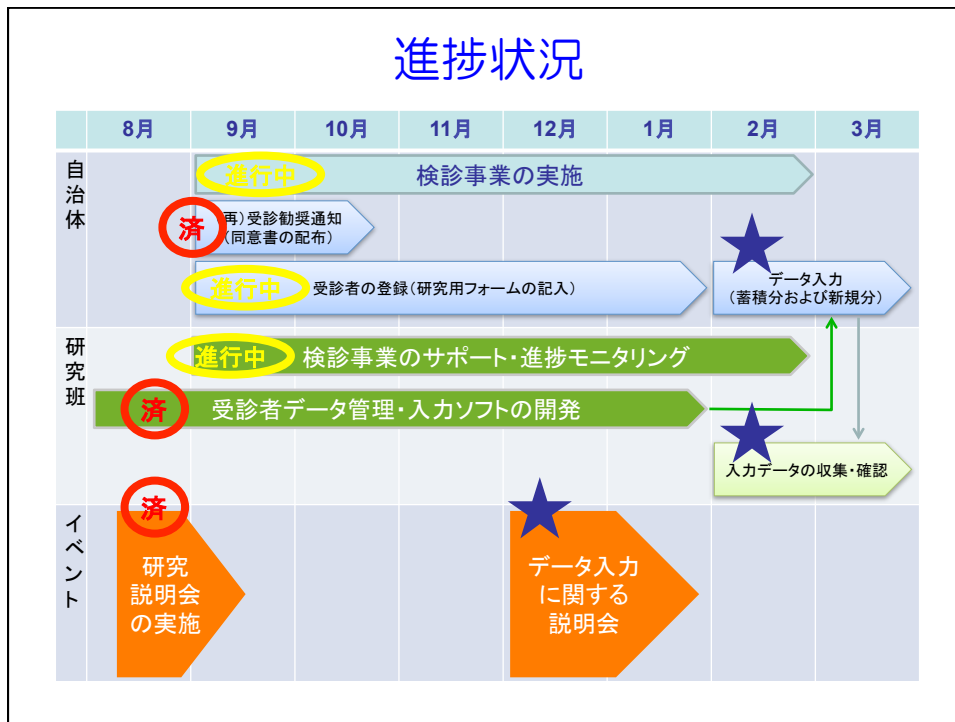 進捗状況
8月 9月 10月 11月 12月 1月 2月 3月
自治体
進行中 検診事業の実施
済 再）受診勧奨通知
（同意書の配布）
進行中 受診者の登録（研究用フォームの記入）
データ入力
（蓄積分および新規分）
研究班
進行中 検診事業のサポート・進捗モニタリング
済 受診者データ管理・入力ソフトの開発
入力データの収集・確認
イベント
済
研究
説明会
の実施
データ入力
に関する
説明会